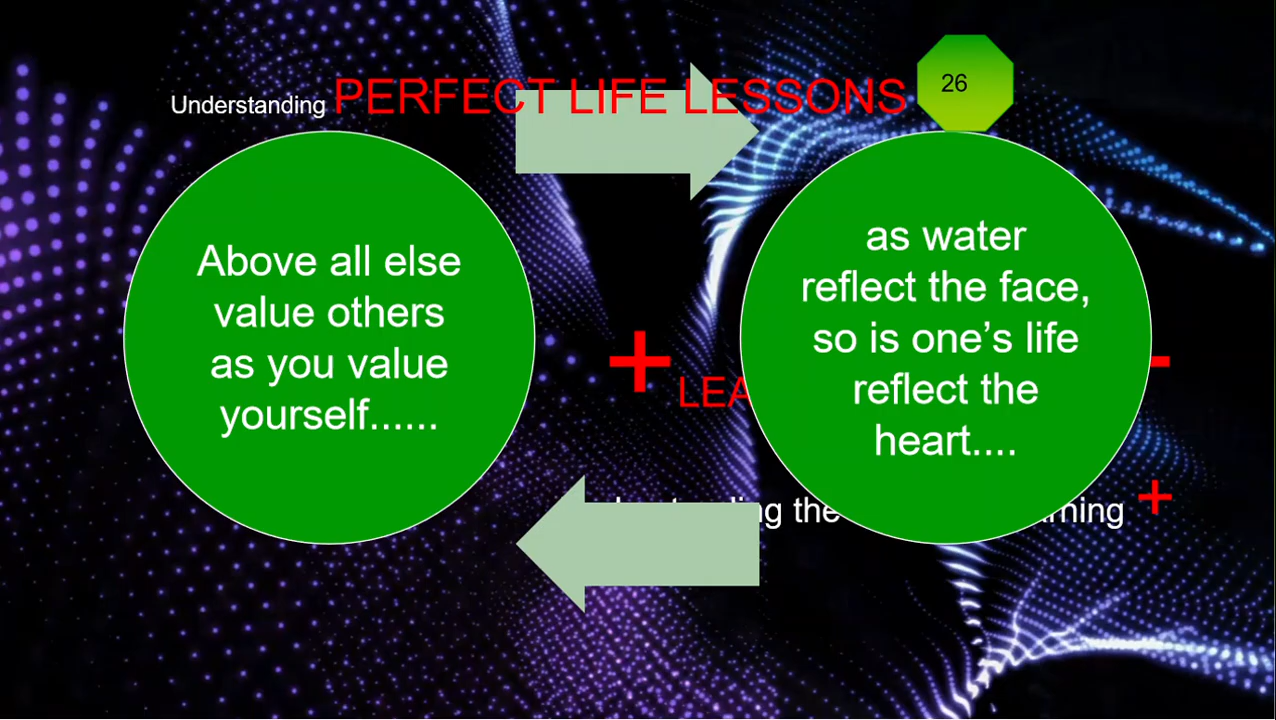 Understanding PERFECT LIFE LESSONS 26
Above all else
value others
as you value
yourself......
as water
reflect the face,
so is one’s life
reflect the
heart....
+
-
the
+